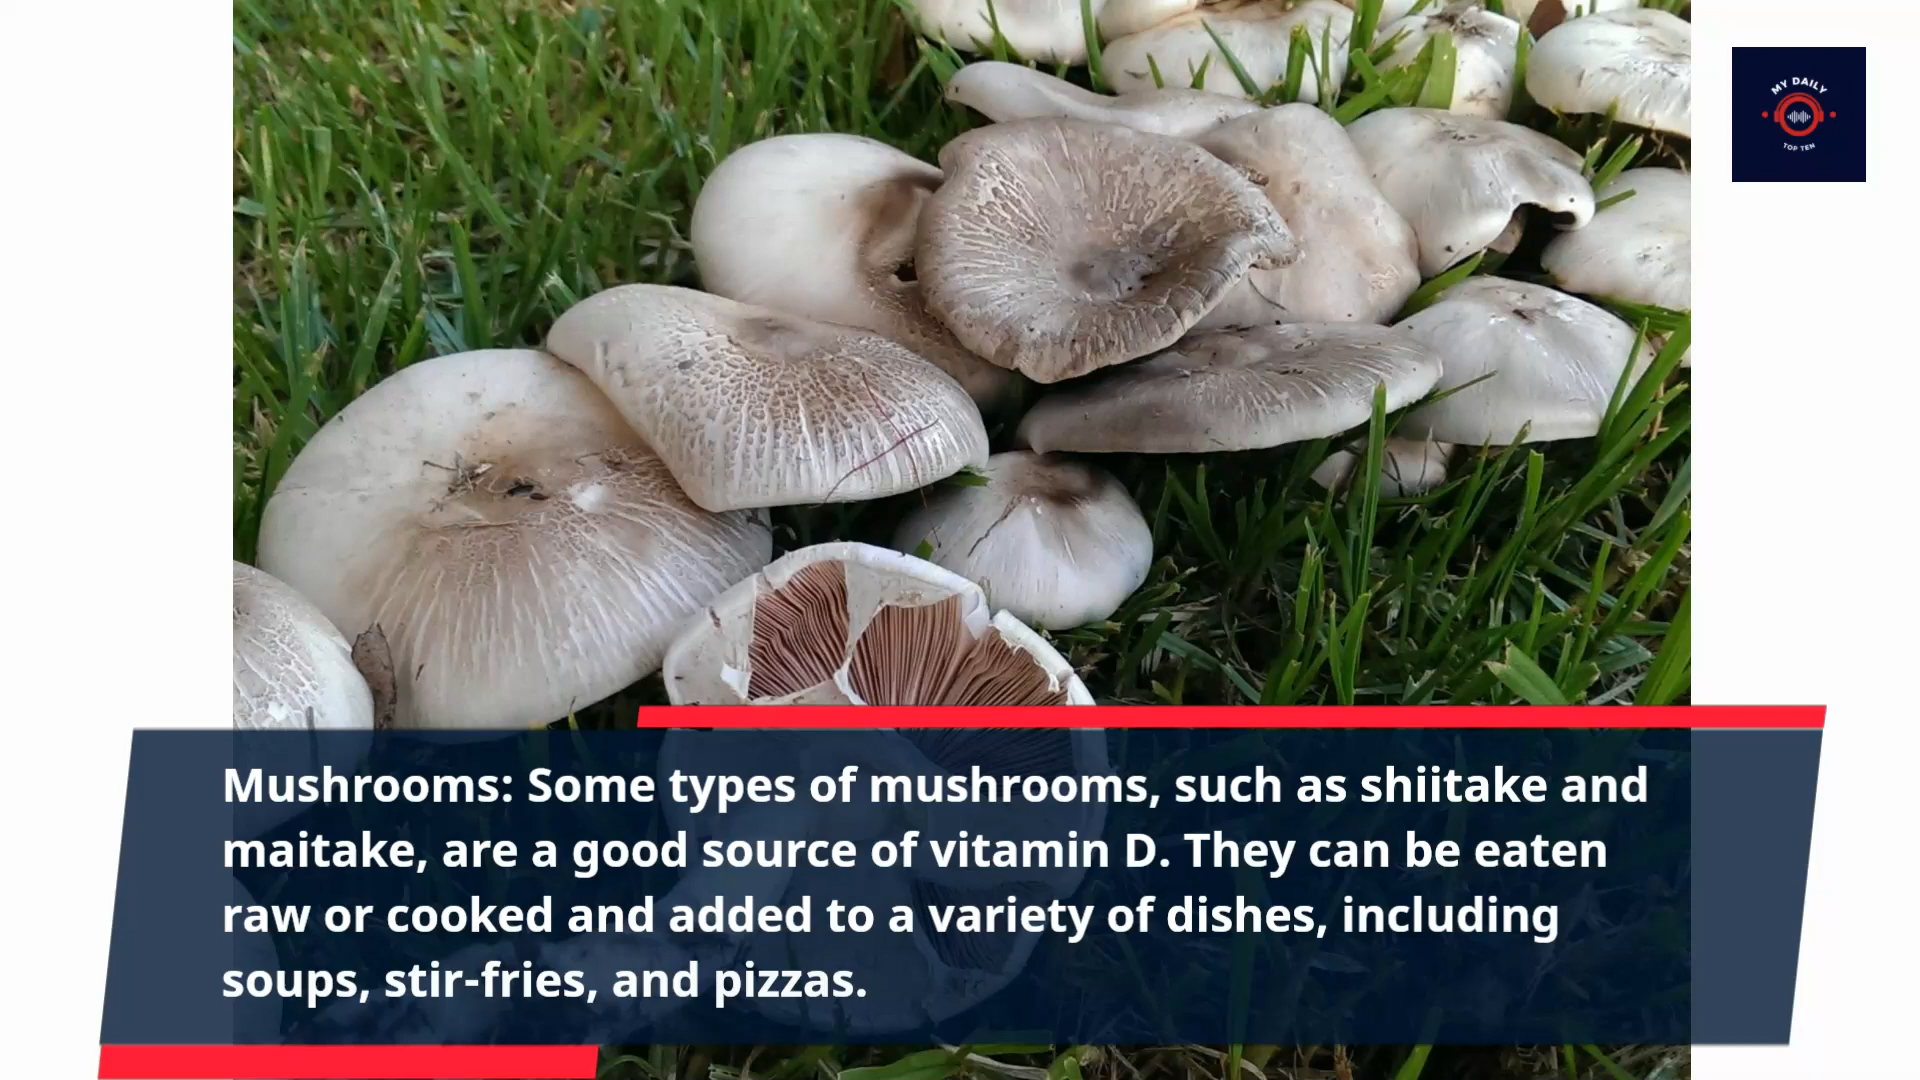 MY DAILY
TOP TEN
Mushrooms: Some types of mushrooms, such as shiitake and
maitake, are a good source of vitamin D. They can be eaten
raw or cooked and added to a variety of dishes, including
soups, stir-fries, and pizzas.